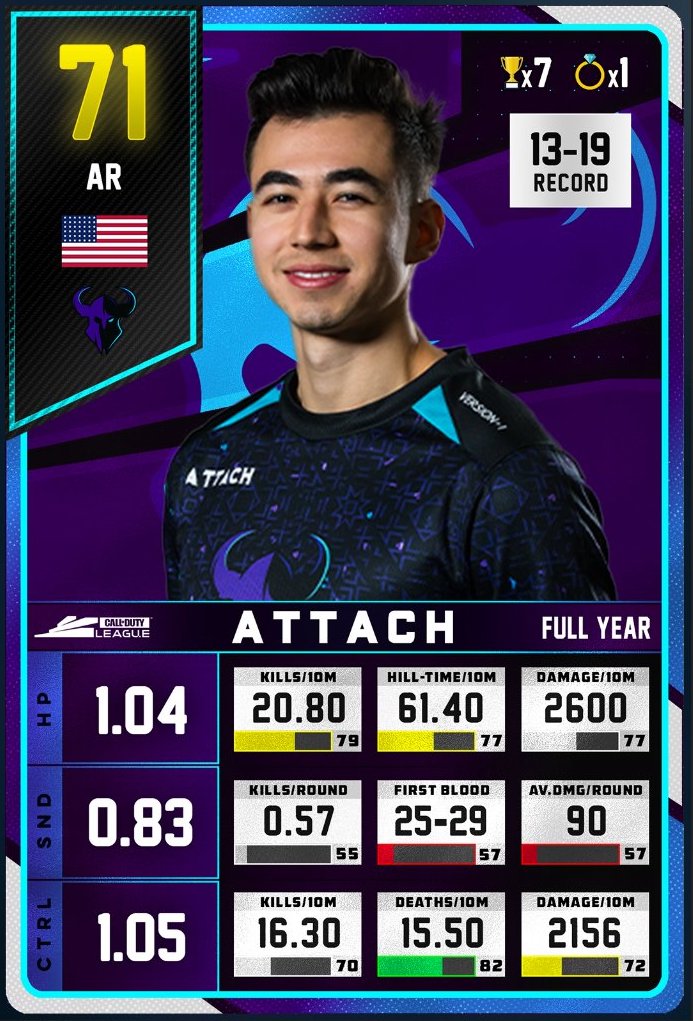 71
AR
x7 x1
13-19
RECORD
VERSION1
ATTACH
CALL OF DUTY
LEAGUE
ATTACH
FULL YEAR
HP
1.04
KILLS/10M
20.80
79
HILL-TIME/10M
61.40
77
DAMAGE/10M
2600
77
SND
0.83
KILLS/ROUND
0.57
55
FIRST BLOOD
25-29
57
AV.DMG/ROUND
90
57
CTRL
1.05
KILLS/10M
16.30
70
DEATHS/10M
15.50
82
DAMAGE/10M
2156
72